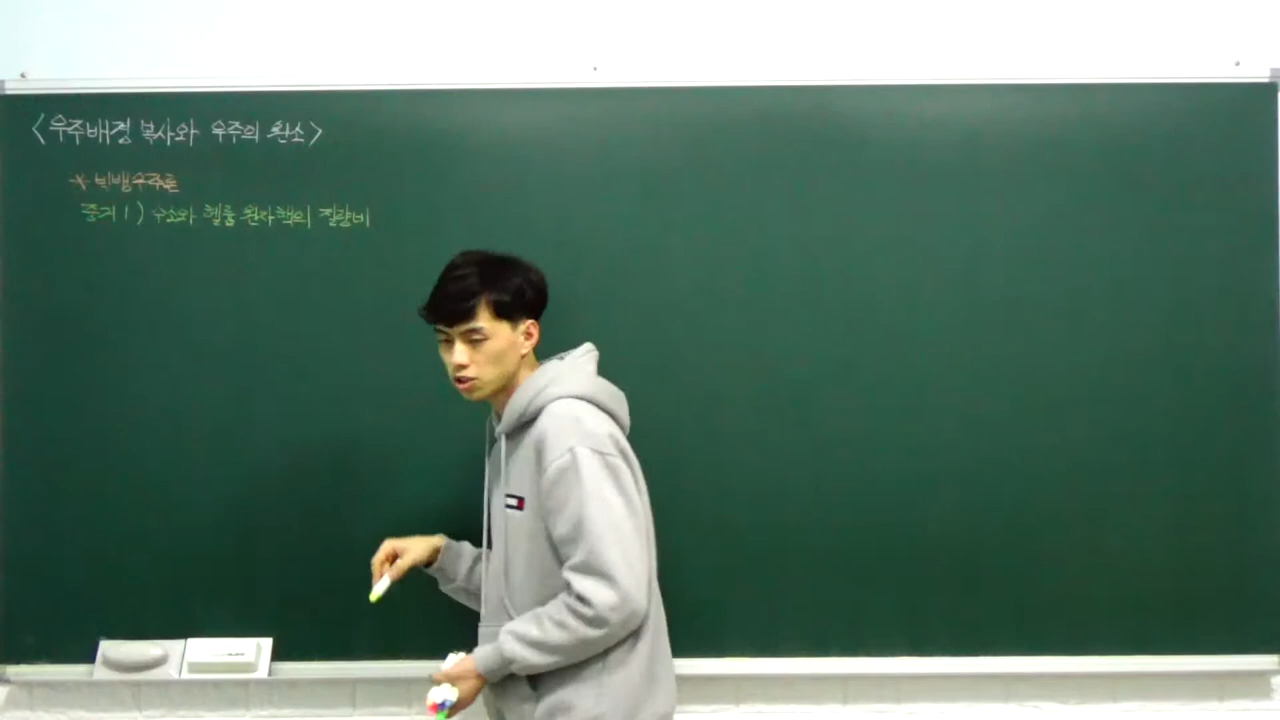 <우주배경 복사와 우주의 원소>
* 빅뱅우주론
증거 1) 수소와 헬륨 원자핵의 질량비